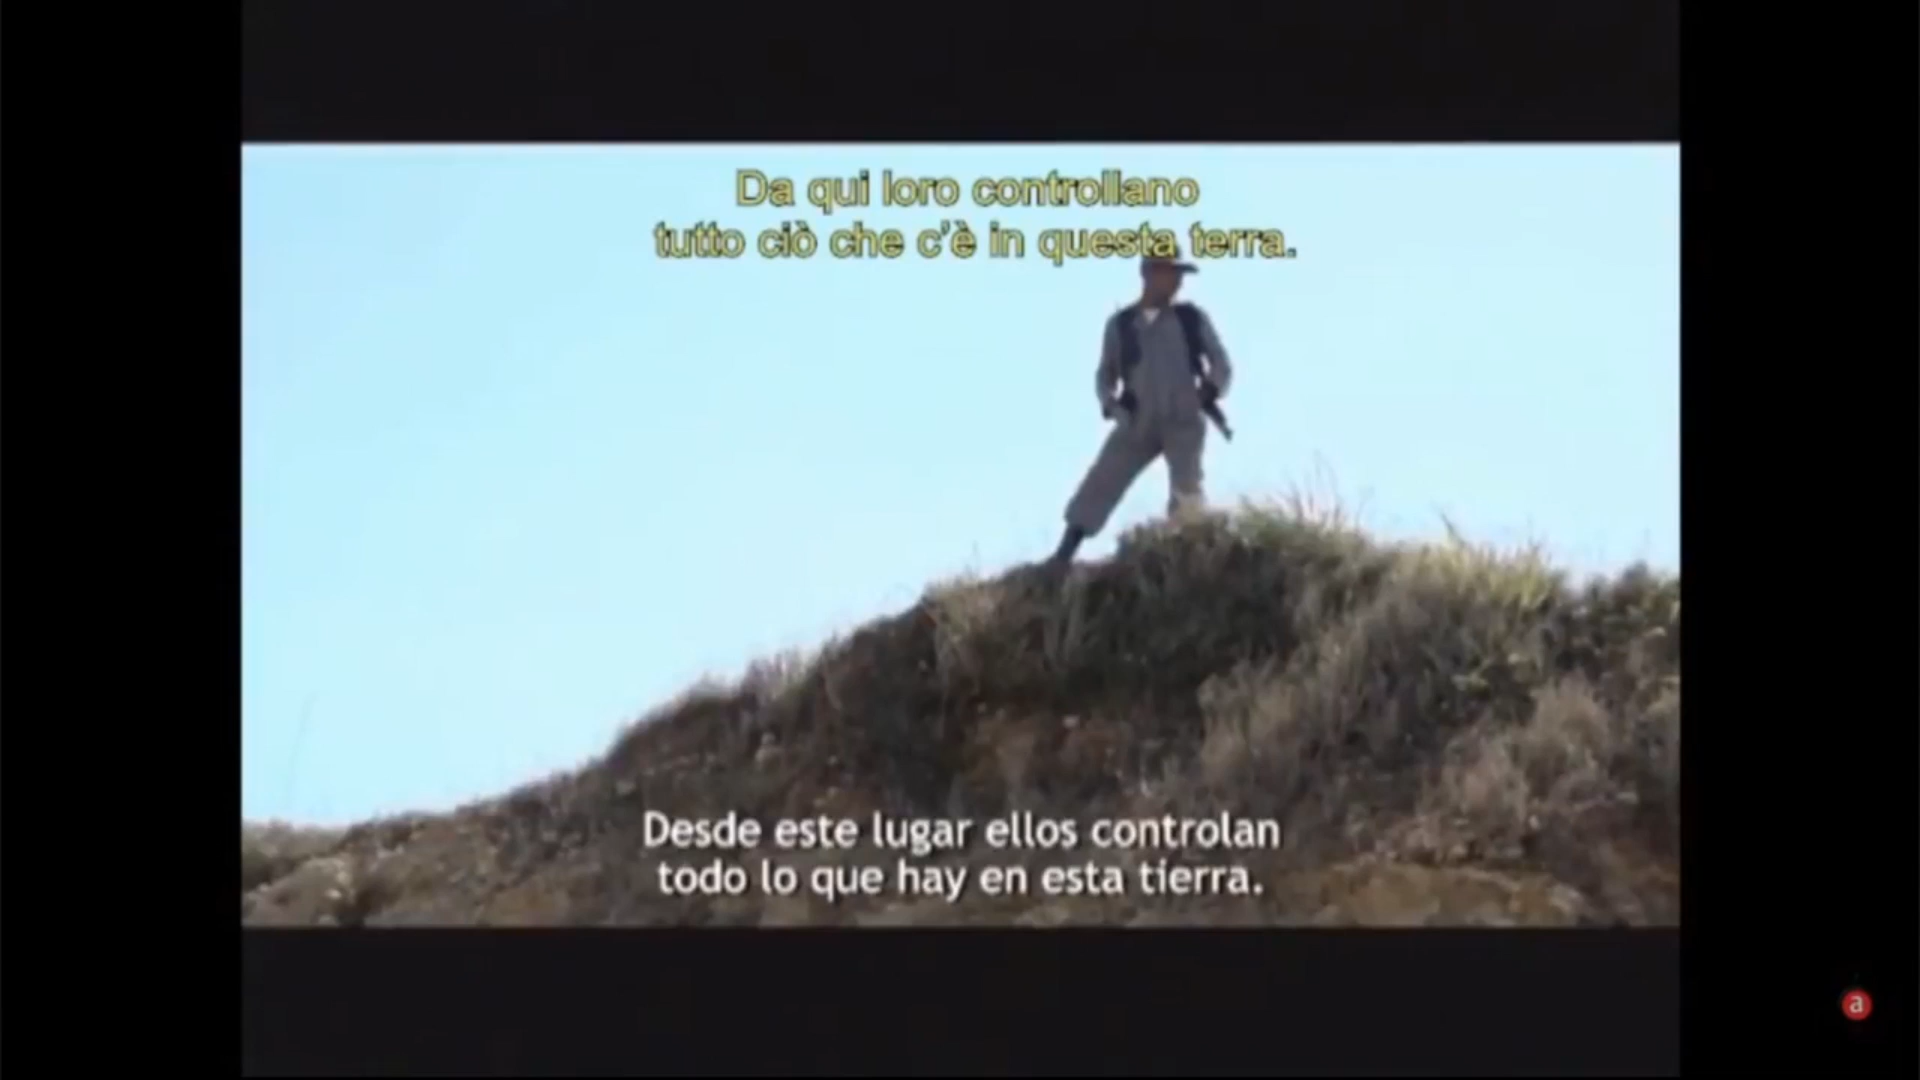 Da qui loro controllano
tutto ciò che c'è in questa terra.
Desde este lugar ellos controlan
todo lo que hay en esta tierra.
a